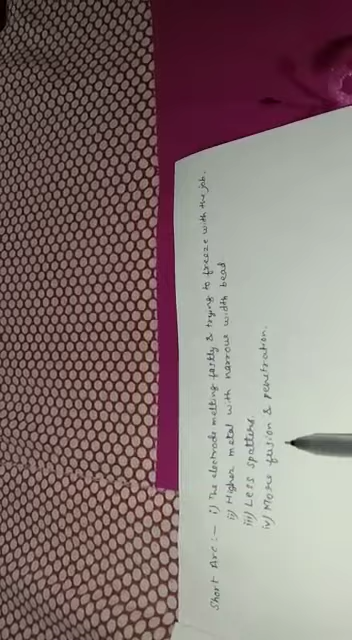 Short Arc :- i) The electrode melting fastly & trying to freeze with the job.
ii) Higher metal with narrow width bead
iii) Less spatters.
iv) More fusion & penetration.